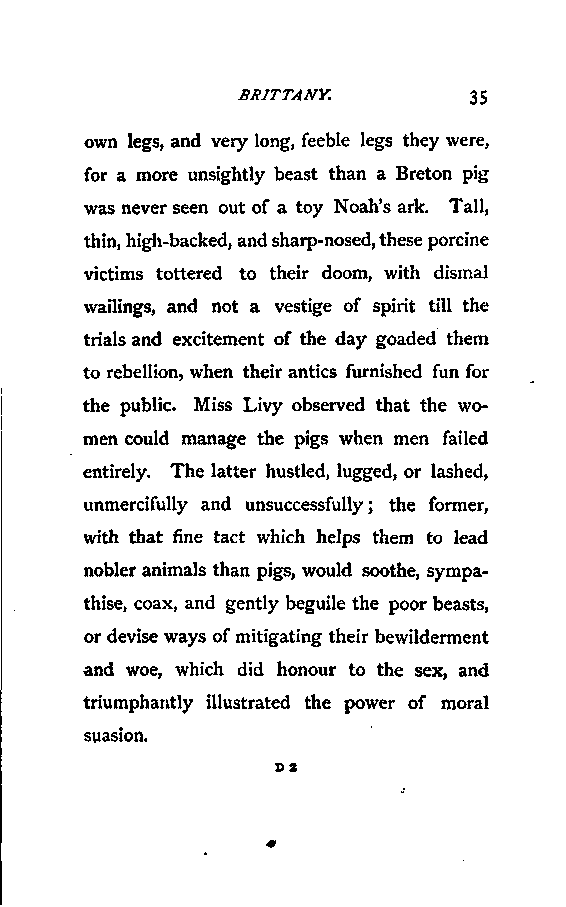 BRITTANY. 35
own legs, and very long, feeble legs they were,
for a more unsightly beast than a Breton pig
was never seen out of a toy Noah's ark. Tall,
thin, high-backed, and sharp-nosed, these porcine
victims tottered to their doom, with dismal
wailings, and not a vestige of spirit till the
trials and excitement of the day goaded them
to rebellion, when their antics furnished fun for
the public. Miss Livy observed that the wo-
men could manage the pigs when men failed
entirely. The latter hustled, lugged, or lashed,
unmercifully and unsuccessfully; the former,
with that fine tact which helps them to lead
nobler animals than pigs, would soothe, sympa-
thise, coax, and gently beguile the poor beasts,
or devise ways of mitigating their bewilderment
and woe, which did honour to the sex, and
triumphantly illustrated the power of moral
suasion.
D 2